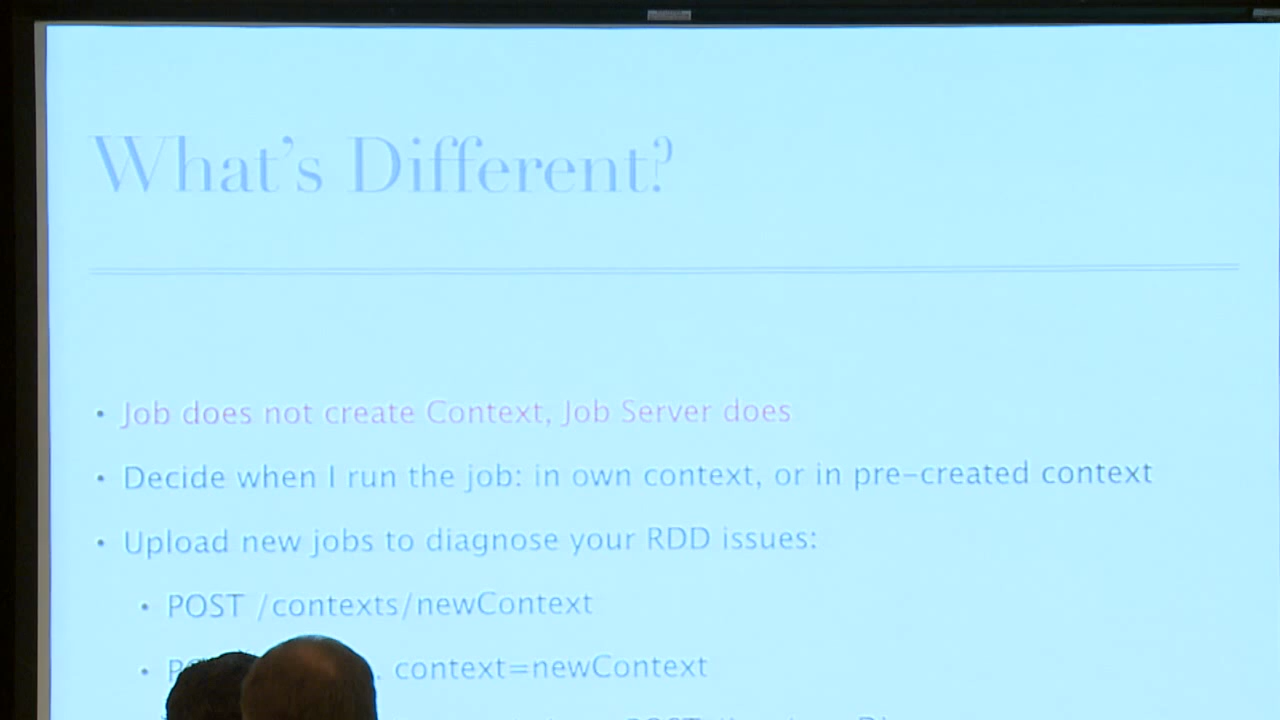 What's Different?
• Job does not create Context, Job Server does
• Decide when I run the job: in own context, or in pre-created context
• Upload new jobs to diagnose your RDD issues:
• POST /contexts/newContext
• context=newContext